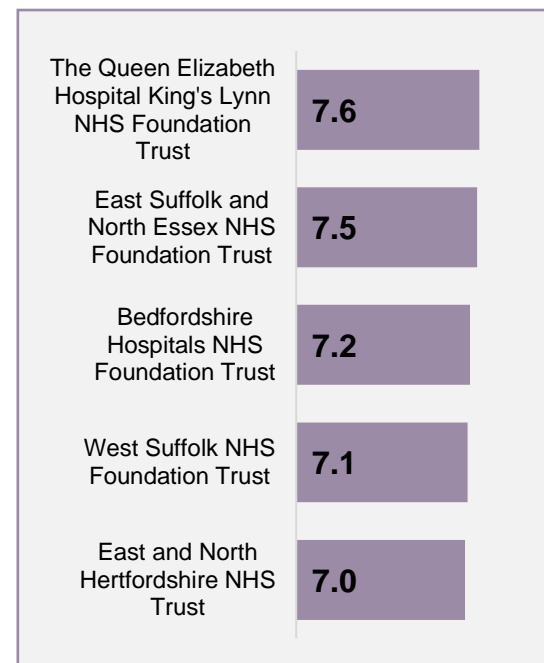 The Queen Elizabeth
Hospital King's Lynn
NHS Foundation
Trust
7.6
East Suffolk and
North Essex NHS
Foundation Trust
7.5
Bedfordshire
Hospitals NHS
Foundation Trust
7.2
West Suffolk NHS
Foundation Trust
7.1
East and North
Hertfordshire NHS
Trust
7.0